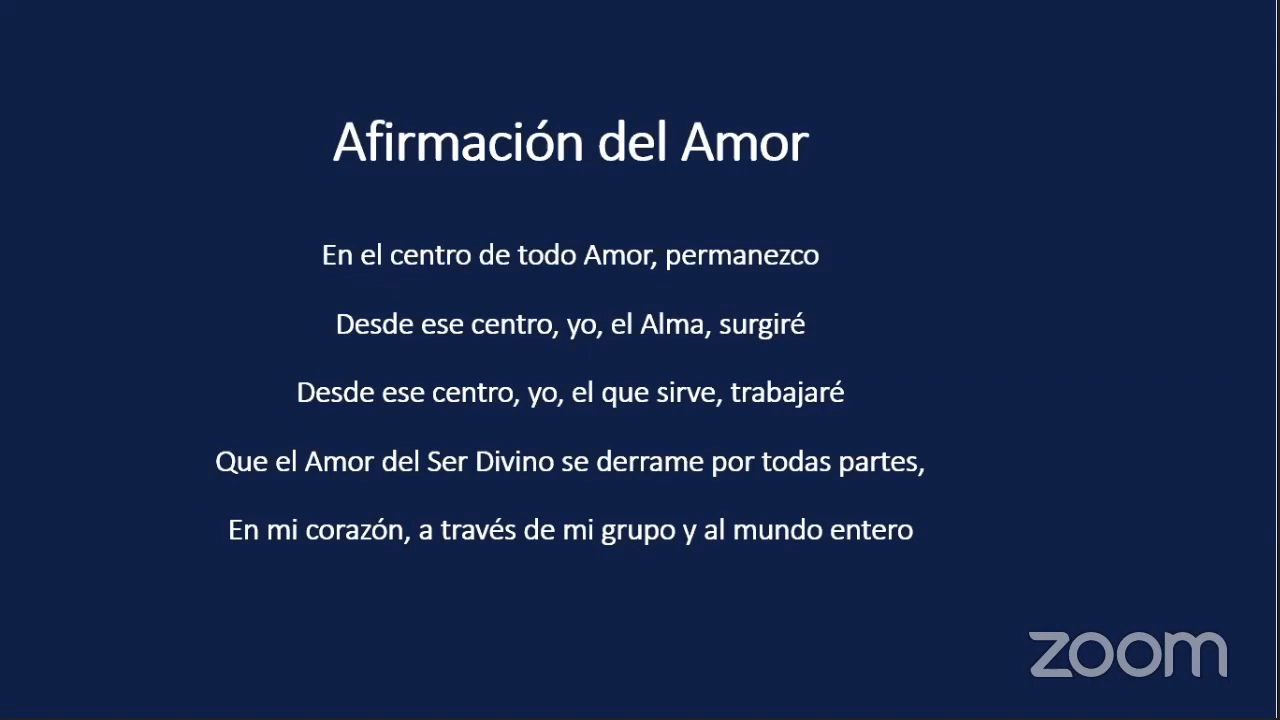 Afirmación del Amor
En el centro de todo Amor, permanezco
Desde ese centro, yo, el Alma, surgiré
Desde ese centro, yo, el que sirve, trabajaré
Que el Amor del Ser Divino se derrame por todas partes,
En mi corazón, a través de mi grupo y al mundo entero
zoom